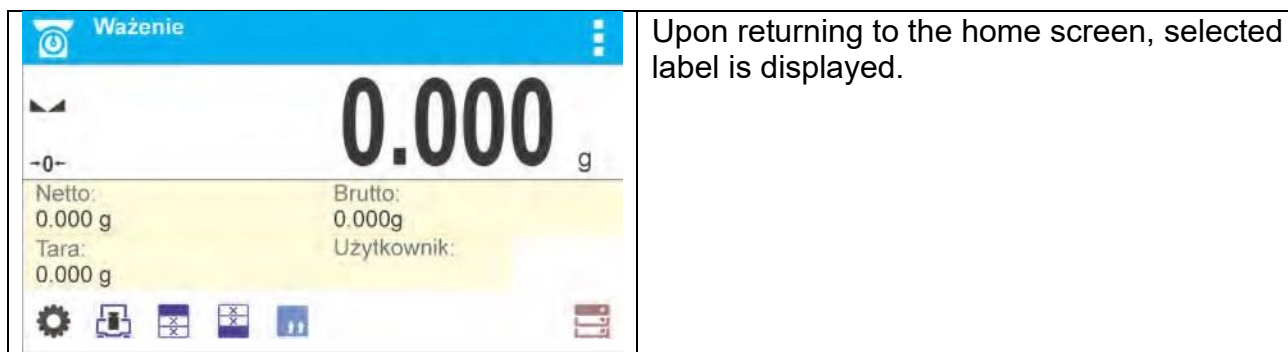 Ważenie
0.000 g
→0←
Netto:
0.000 g
Brutto:
0.000g
Tara:
0.000 g
Użytkownik:
Upon returning to the home screen, selected
label is displayed.